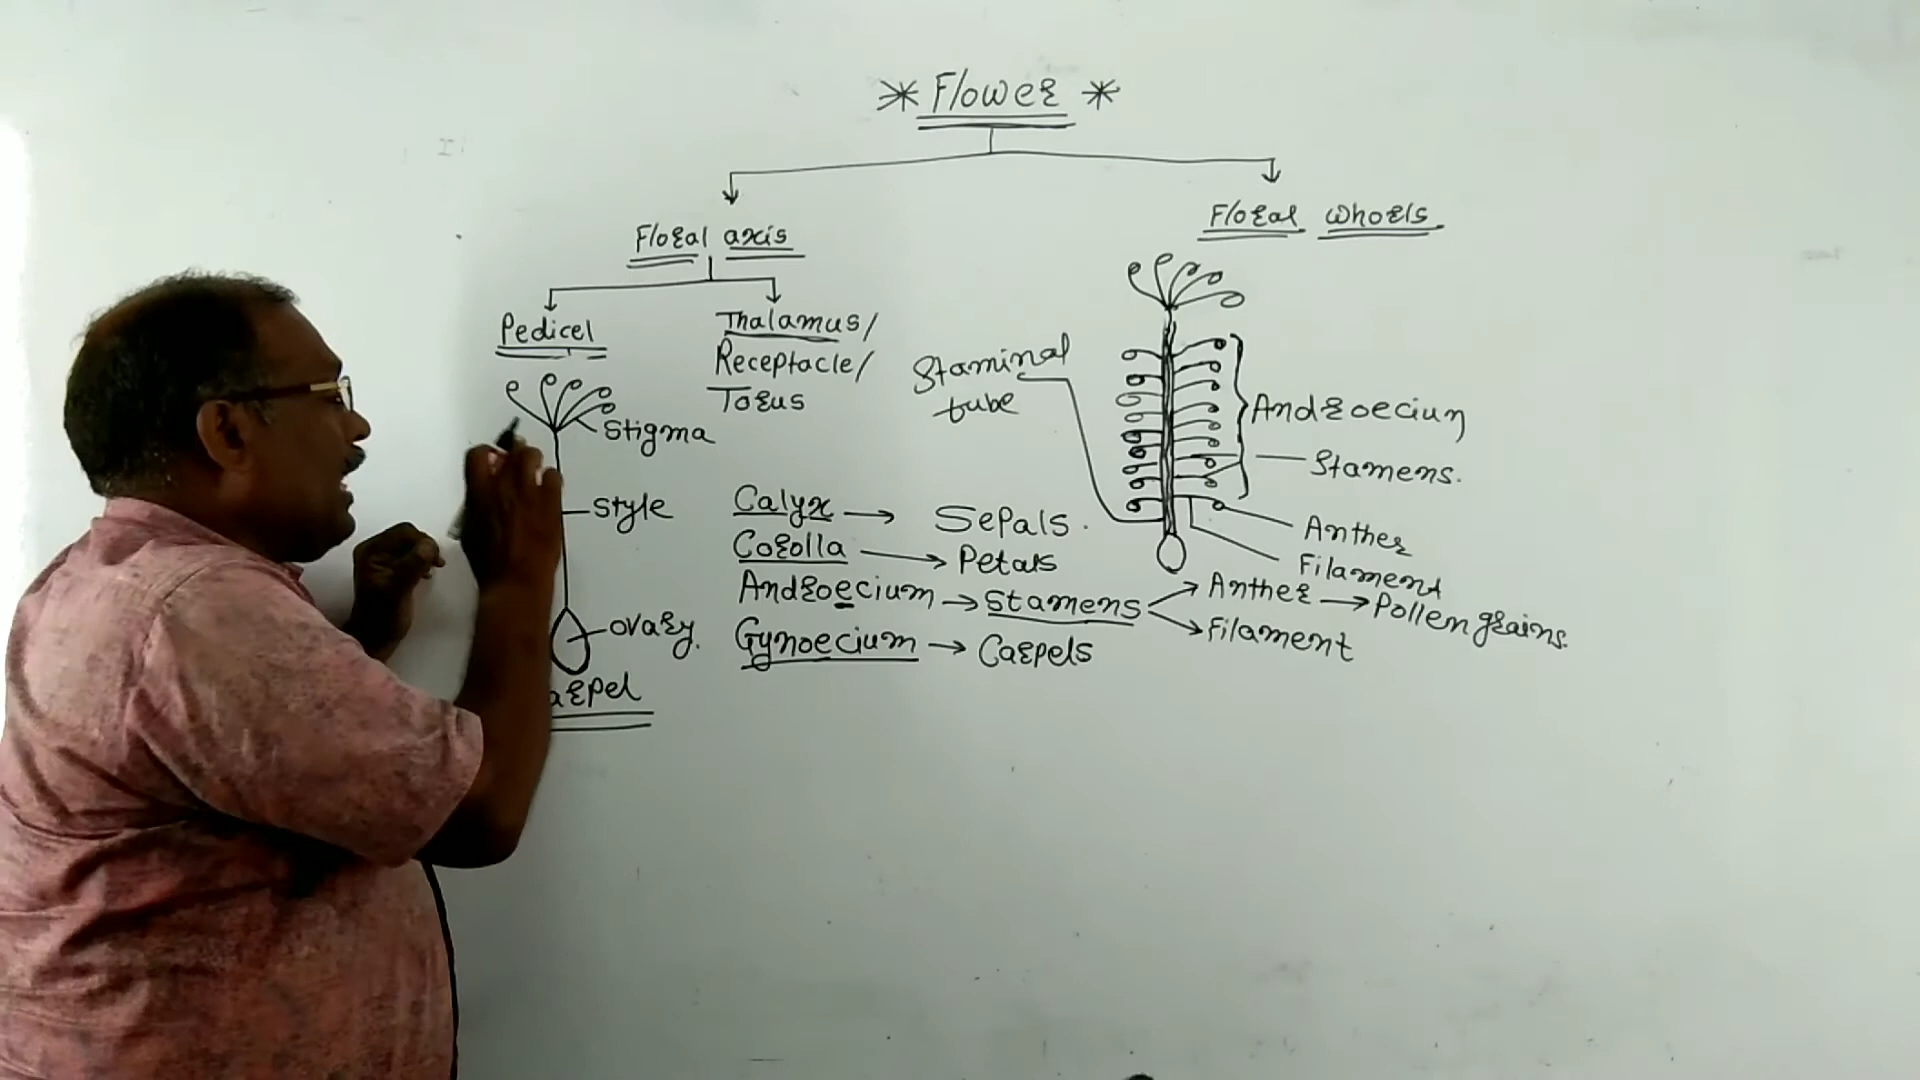 * Flower *
Floral axis
Floral whorls
Pedicel
Thalamus/
Receptacle/
Torus
Stigma
Style
Ovary.
arpel
Staminal
tube
Androecium
Stamens.
Anther
Filament
Calyx → Sepals.
Corolla → Petals
Androecium → Stamens
Anther → Pollen grains.
Filament
Gynoecium → Carpels